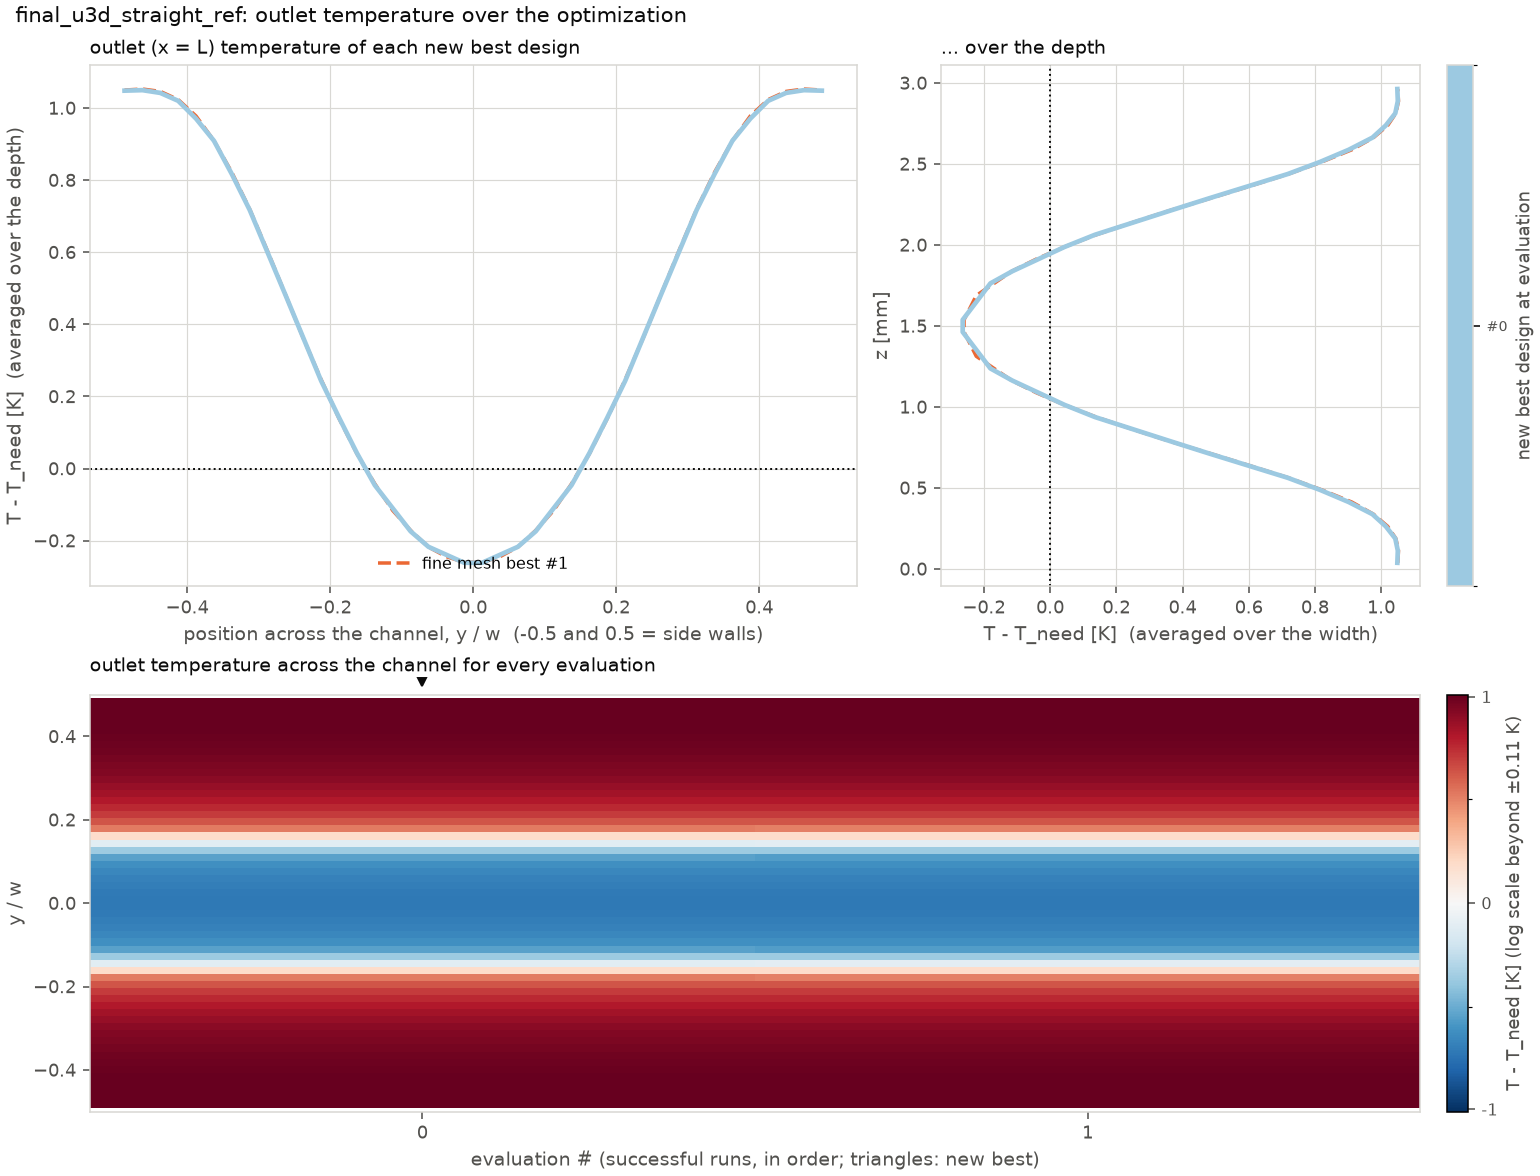 final_u3d_straight_ref: outlet temperature over the optimization
outlet (x = L) temperature of each new best design
... over the depth
T - T_need [K]  (averaged over the depth)
1.0
0.8
0.6
0.4
0.2
0.0
−0.2
fine mesh best #1
−0.4
−0.2
0.0
0.2
0.4
position across the channel, y / w  (-0.5 and 0.5 = side walls)
z [mm]
3.0
2.5
2.0
1.5
1.0
0.5
0.0
−0.2
0.0
0.2
0.4
0.6
0.8
1.0
T - T_need [K]  (averaged over the width)
#0
new best design at evaluation
outlet temperature across the channel for every evaluation
y / w
0.4
0.2
0.0
−0.2
−0.4
0
1
evaluation # (successful runs, in order; triangles: new best)
1
0
-1
T - T_need [K] (log scale beyond ±0.11 K)